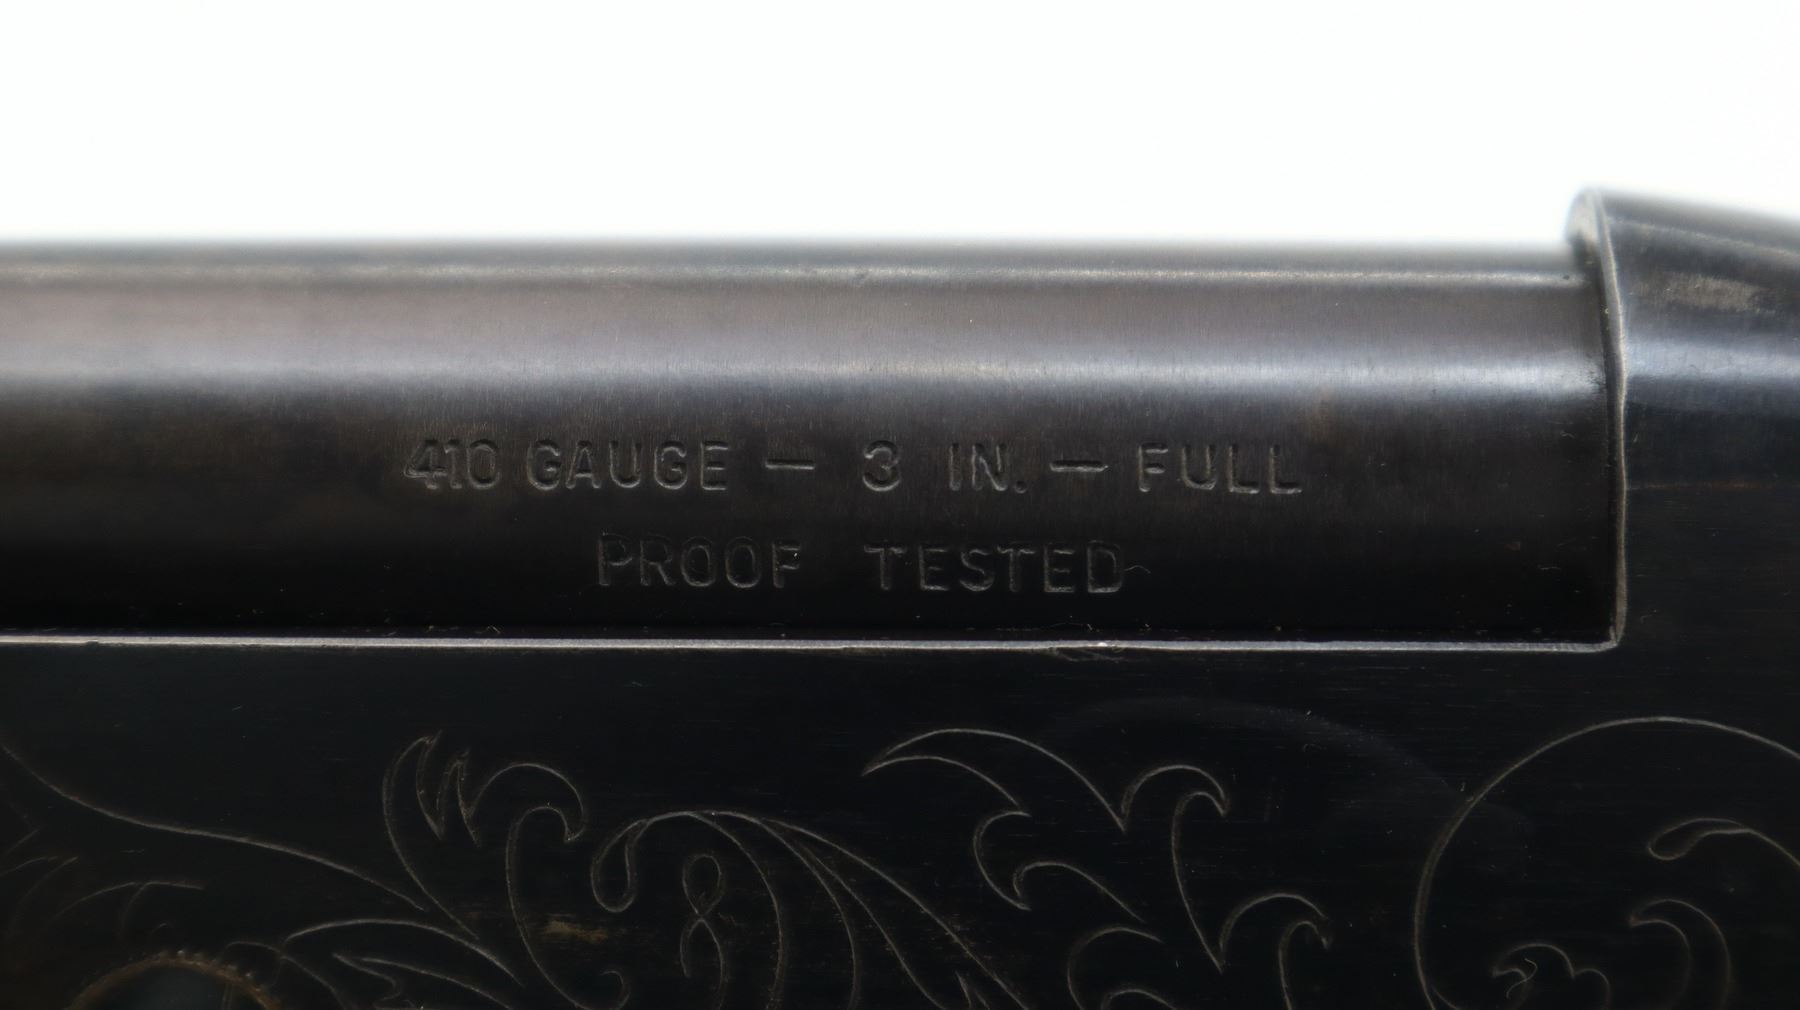 410 GAUGE — 3 IN. — FULL
PROOF TESTED